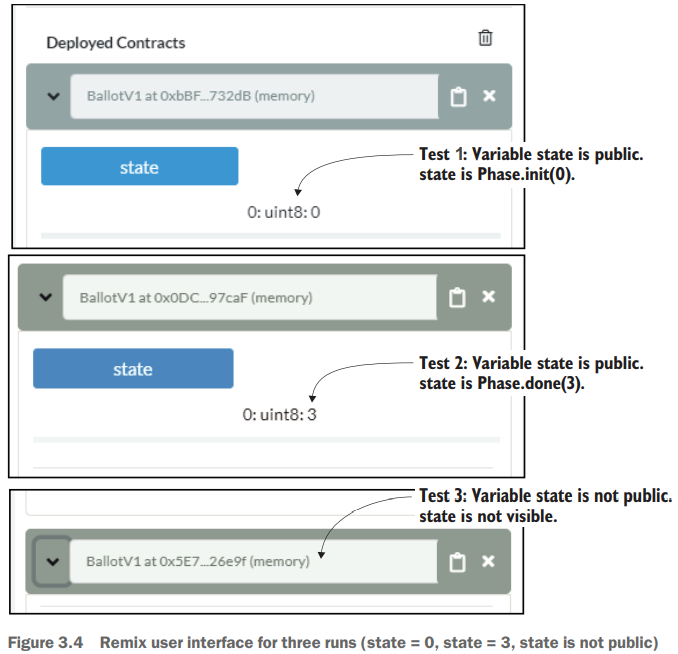 Deployed Contracts
BallotV1 at 0xbBF...732dB (memory)
state
Test 1: Variable state is public.
state is Phase.init(0).
0: uint8: 0
BallotV1 at 0x0DC...97caF (memory)
state
Test 2: Variable state is public.
state is Phase.done(3).
0: uint8: 3
Test 3: Variable state is not public.
state is not visible.
BallotV1 at 0x5E7...26e9f (memory)
Figure 3.4 Remix user interface for three runs (state = 0, state = 3, state is not public)